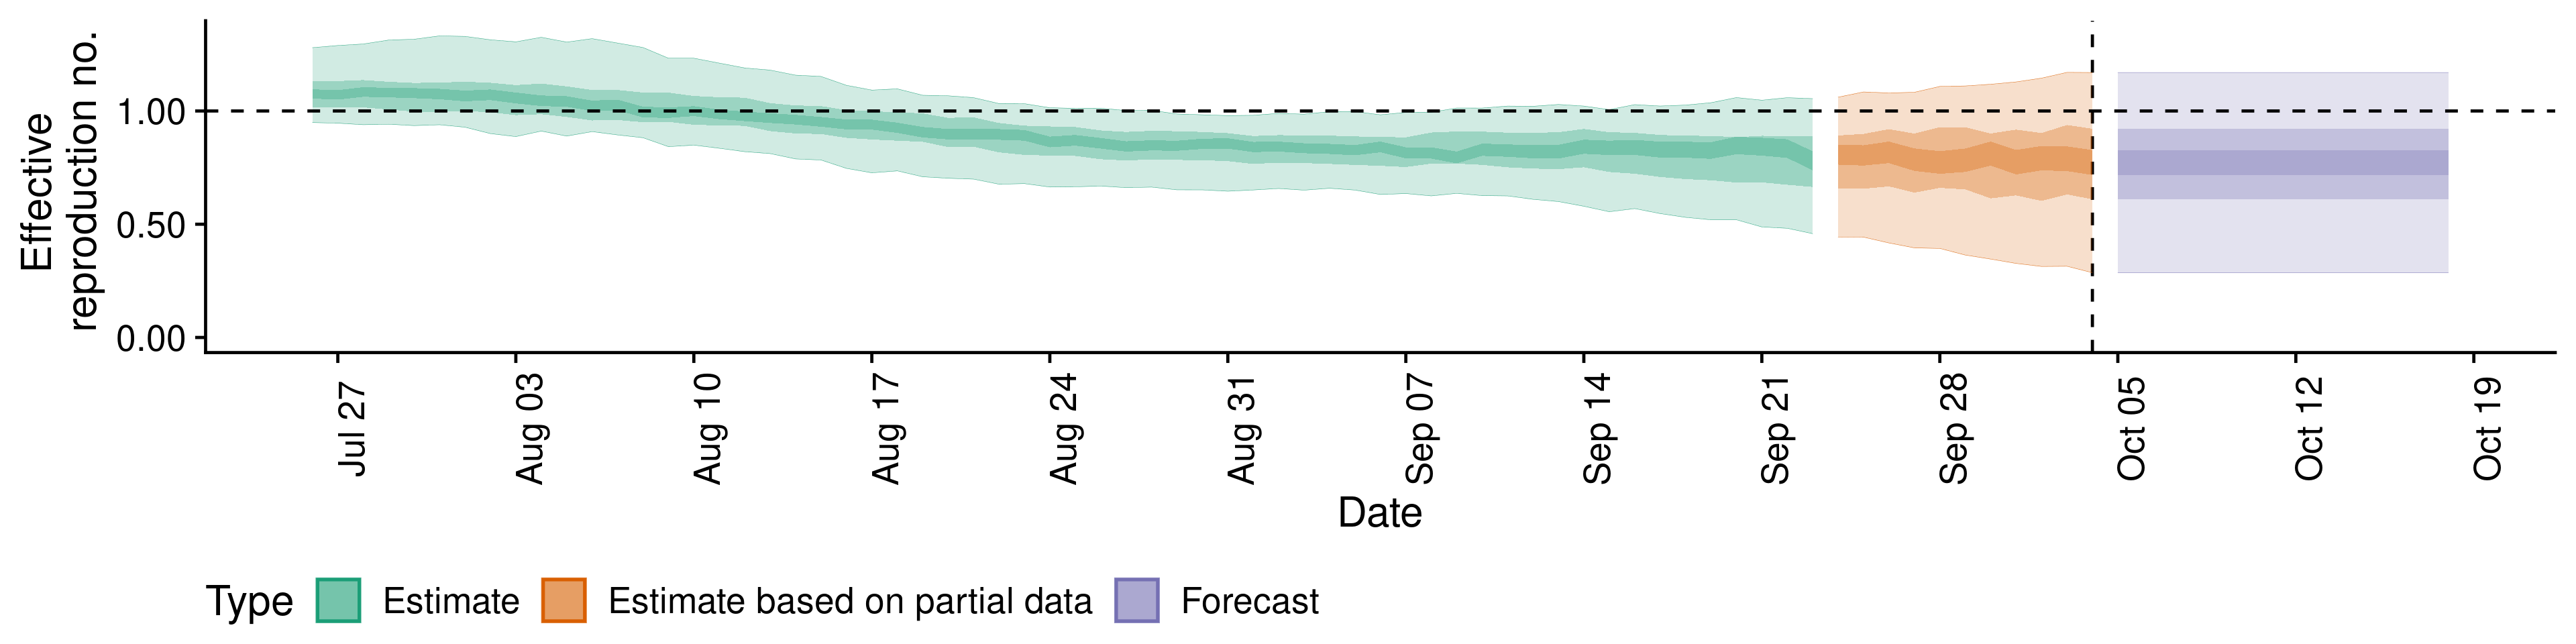 Effective
reproduction no.
1.00
0.50
0.00
Jul 27
Aug 03
Aug 10
Aug 17
Aug 24
Aug 31
Sep 07
Sep 14
Sep 21
Sep 28
Oct 05
Oct 12
Oct 19
Date
Type Estimate Estimate based on partial data Forecast